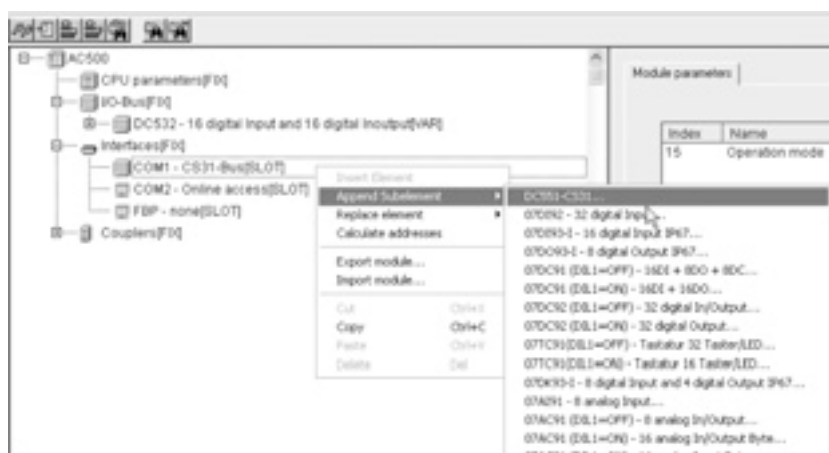 AC500
CPU parameters[FIX]
I/O-Bus[FIX]
DC532 - 16 digital Input and 16 digital Inoutput[VAR]
Interfaces[FIX]
COM1 - CS31-Bus[SLOT]
COM2 - Online access[SLOT]
FBP - none[SLOT]
Couplers[FIX]
Module parameters
Index Name
15 Operation mode
Insert Element
Append Subelement
Replace element
Calculate addresses
Export module...
Import module...
Cut Ctrl+X
Copy Ctrl+C
Paste Ctrl+V
Delete Del
DC551-CS31...
07DI92 - 32 digital Input...
07DI93-I - 16 digital Input IP67...
07DO93-I - 8 digital Output IP67...
07DC91 (DIL1=OFF) - 16DI + 8DO + 8DC...
07DC91 (DIL1=ON) - 16DI + 16DO...
07DC92 (DIL1=OFF) - 32 digital In/Output...
07DC92 (DIL1=ON) - 32 digital Output...
07TC91(DIL1=OFF) - Tastatur 32 Taster/LED...
07TC91(DIL1=ON) - Tastatur 16 Taster/LED...
07DK93-I - 8 digital Input and 4 digital Output IP67...
07AI91 - 8 analog Input...
07AC91 (DIL1=OFF) - 8 analog In/Output...
07AC91 (DIL1=ON) - 16 analog In/Output Byte...